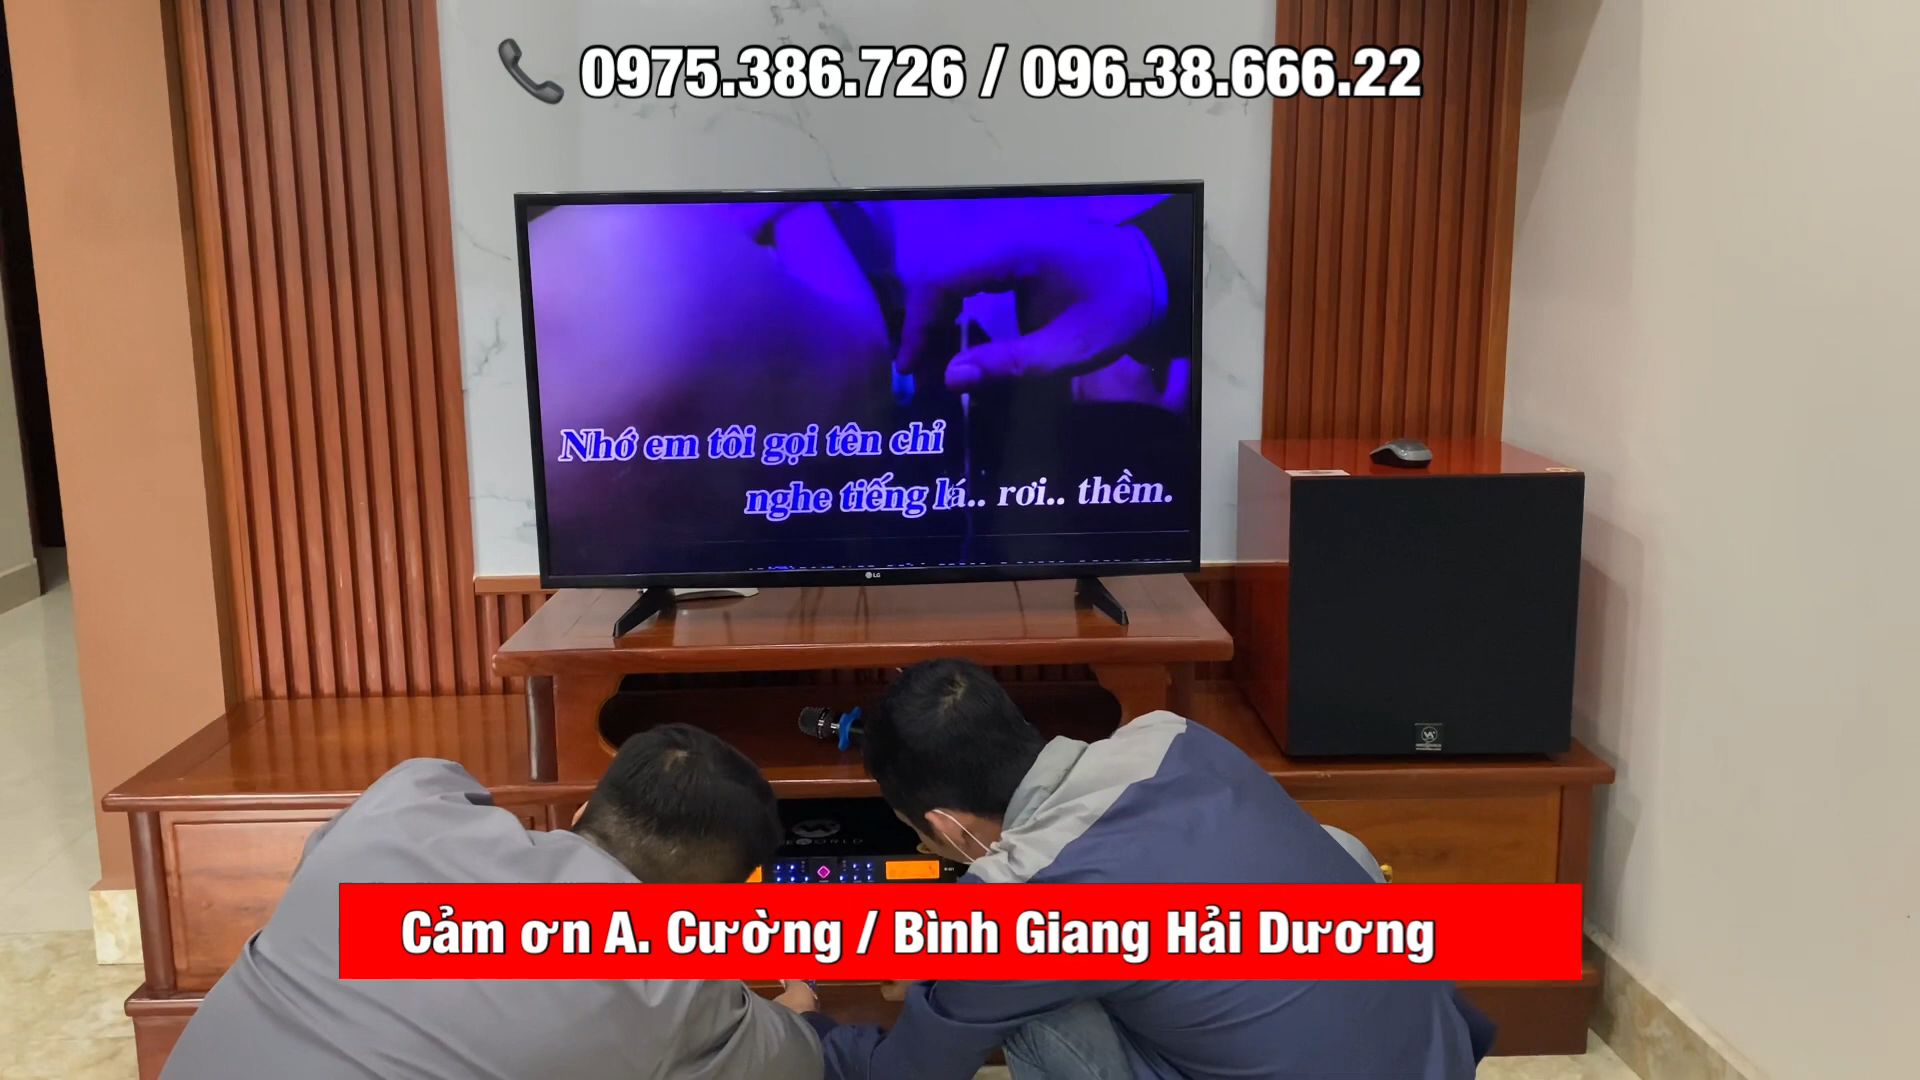 0975.386.726 / 096.38.666.22
Nhớ em tôi gọi tên chỉ
nghe tiếng lá.. rơi.. thềm.
LG
Cảm ơn A. Cường / Bình Giang Hải Dương